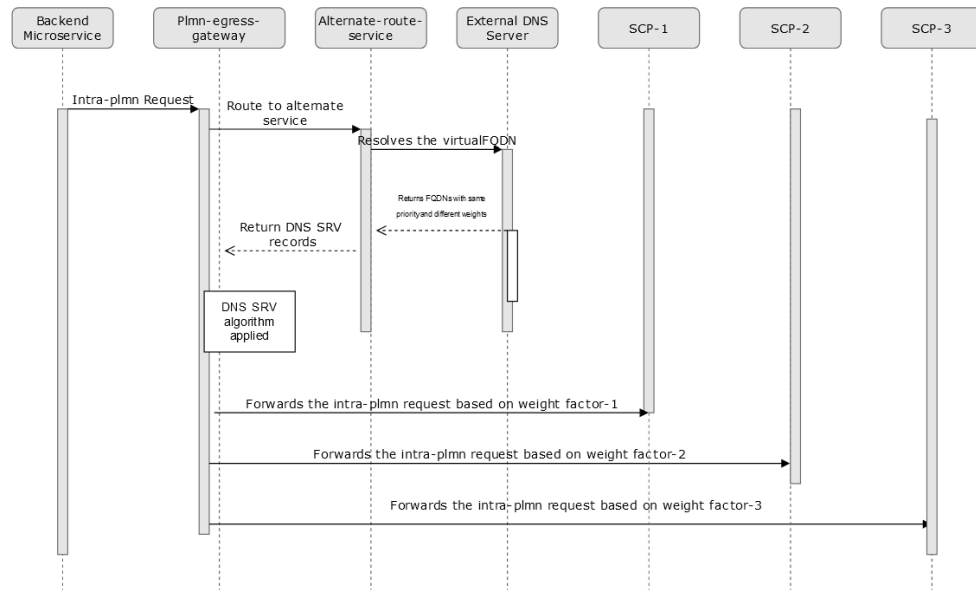 Backend
Microservice
Plmn-egress-
gateway
Alternate-route-
service
External DNS
Server
SCP-1
SCP-2
SCP-3
Intra-plmn Request
Route to alternate
service
Resolves the virtualFQDN
Returns FQDNs with same
priority and different weights
Return DNS SRV
records
DNS SRV
algorithm
applied
Forwards the intra-plmn request based on weight factor-1
Forwards the intra-plmn request based on weight factor-2
Forwards the intra-plmn request based on weight factor-3